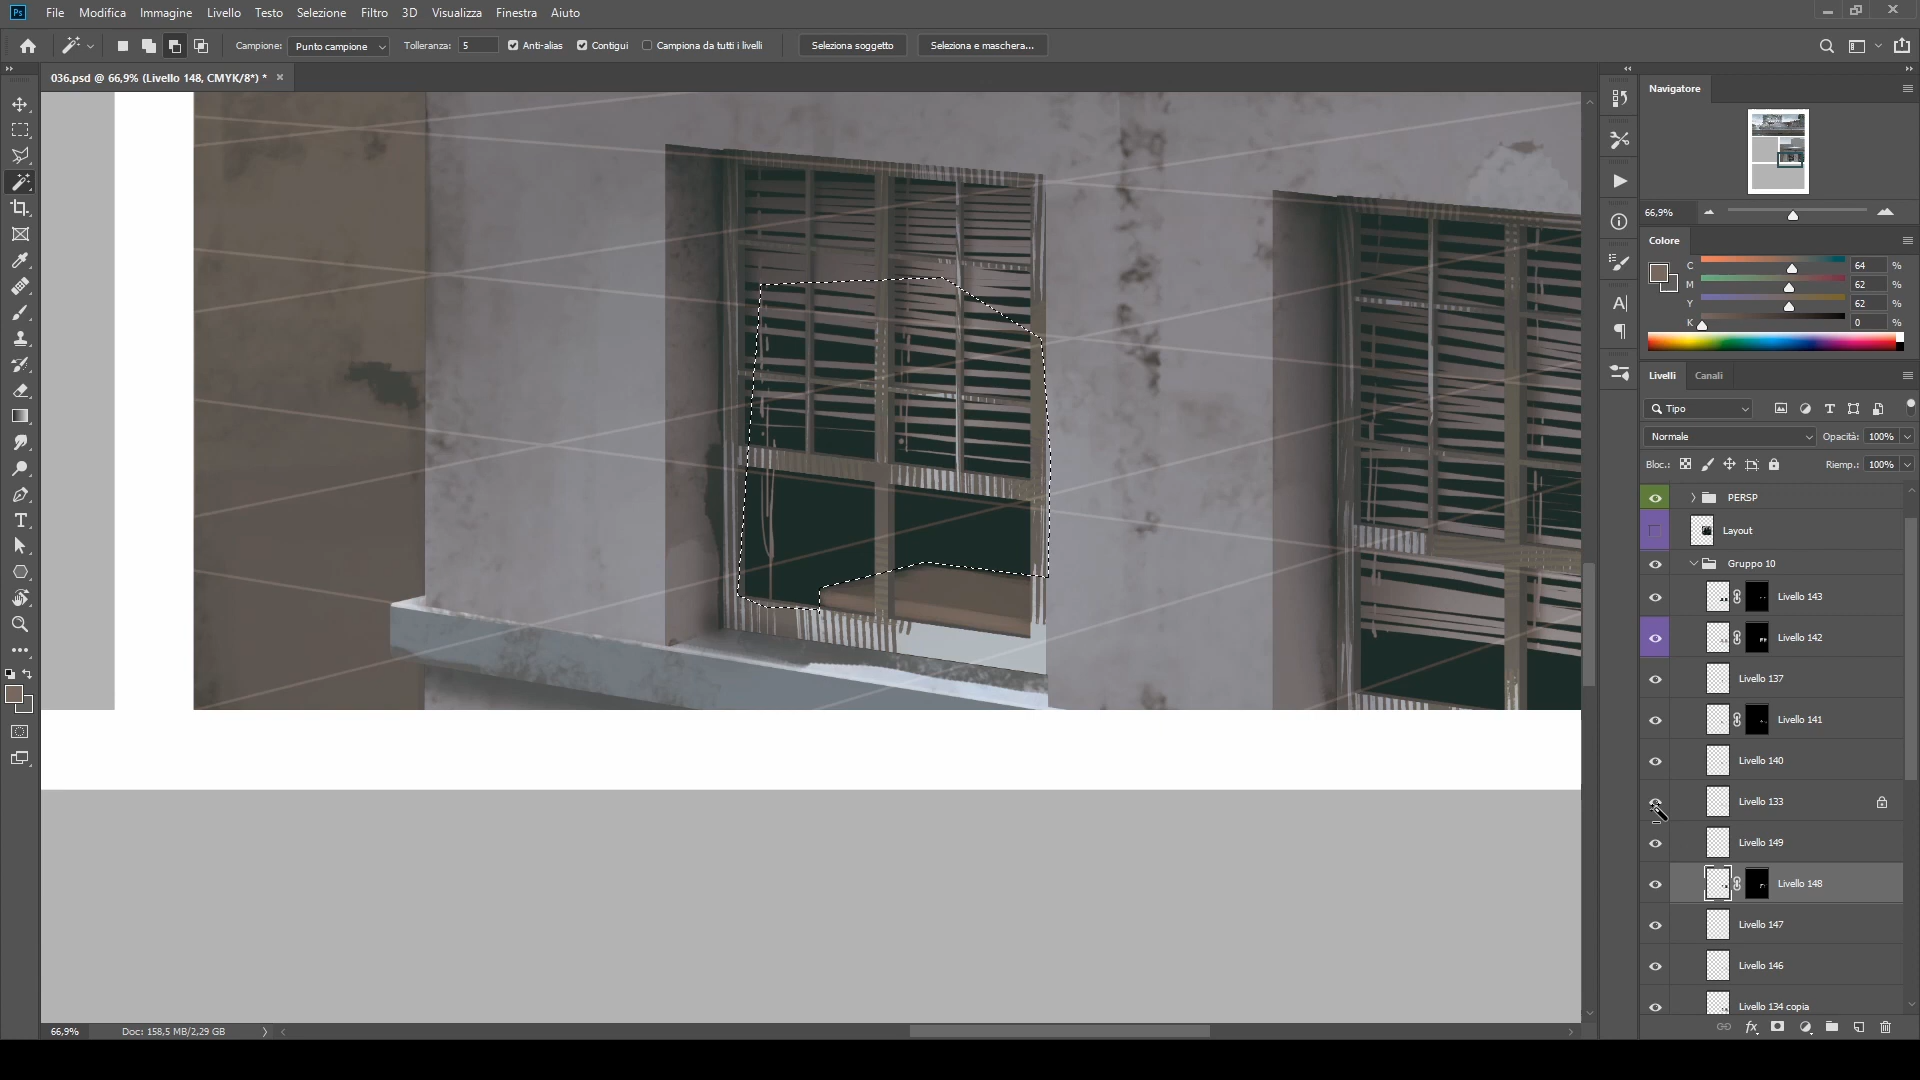 Ps File Modifica Immagine Livello Testo Selezione Filtro 3D Visualizza Finestra Aiuto
Campione: Punto campione Tolleranza: 5 Anti-alias Contigui Campiona da tutti i livelli Seleziona soggetto Seleziona e maschera...
036.psd @ 66,9% (Livello 148, CMYK/8*) *
Navigatore
66,9%
Colore
C 64 %
M 62 %
Y 62 %
K 0 %
Livelli Canali
Tipo
Normale Opacità: 100%
Bloc.: Riemp.: 100%
PERSP
Layout
Gruppo 10
Livello 143
Livello 142
Livello 137
Livello 141
Livello 140
Livello 133
Livello 149
Livello 148
Livello 147
Livello 146
Livello 134 copia
66,9% Doc: 158,5 MB/2,29 GB